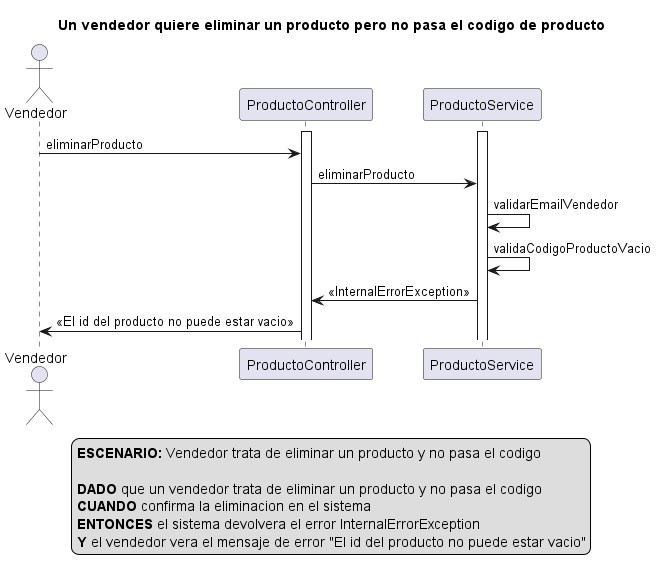 Un vendedor quiere eliminar un producto pero no pasa el codigo de producto
Vendedor
ProductoController
ProductoService
eliminarProducto
eliminarProducto
validarEmailVendedor
validaCodigoProductoVacio
«InternalErrorException»
«El id del producto no puede estar vacio»
Vendedor
ProductoController
ProductoService
ESCENARIO: Vendedor trata de eliminar un producto y no pasa el codigo
DADO que un vendedor trata de eliminar un producto y no pasa el codigo
CUANDO confirma la eliminacion en el sistema
ENTONCES el sistema devolvera el error InternalErrorException
Y el vendedor vera el mensaje de error "El id del producto no puede estar vacio"